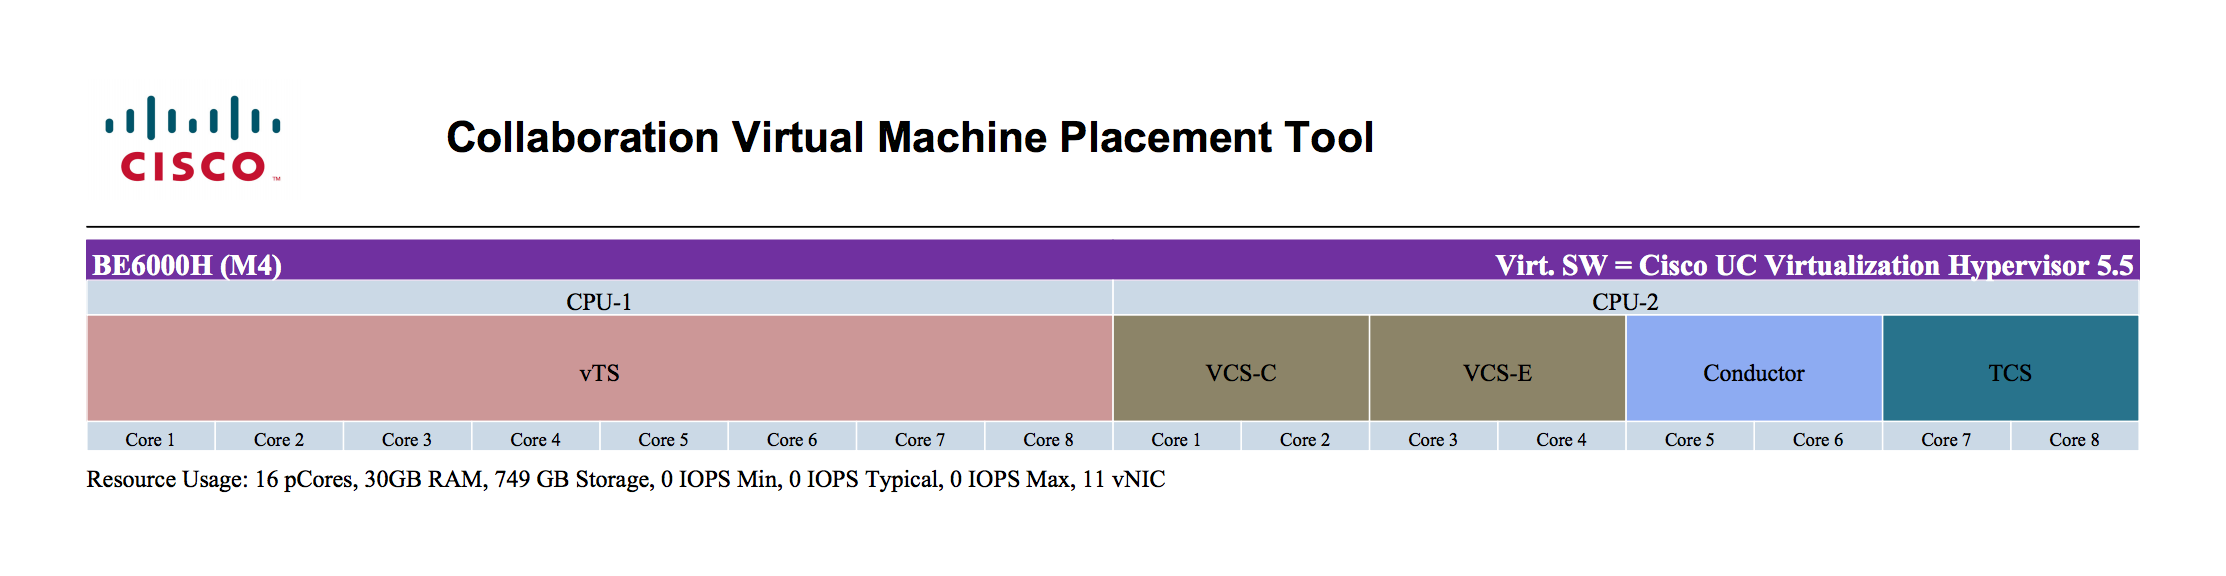 CISCO™
Collaboration Virtual Machine Placement Tool
BE6000H (M4) Virt. SW = Cisco UC Virtualization Hypervisor 5.5
CPU-1 CPU-2
vTS VCS-C VCS-E Conductor TCS
Core 1 Core 2 Core 3 Core 4 Core 5 Core 6 Core 7 Core 8 Core 1 Core 2 Core 3 Core 4 Core 5 Core 6 Core 7 Core 8
Resource Usage: 16 pCores, 30GB RAM, 749 GB Storage, 0 IOPS Min, 0 IOPS Typical, 0 IOPS Max, 11 vNIC